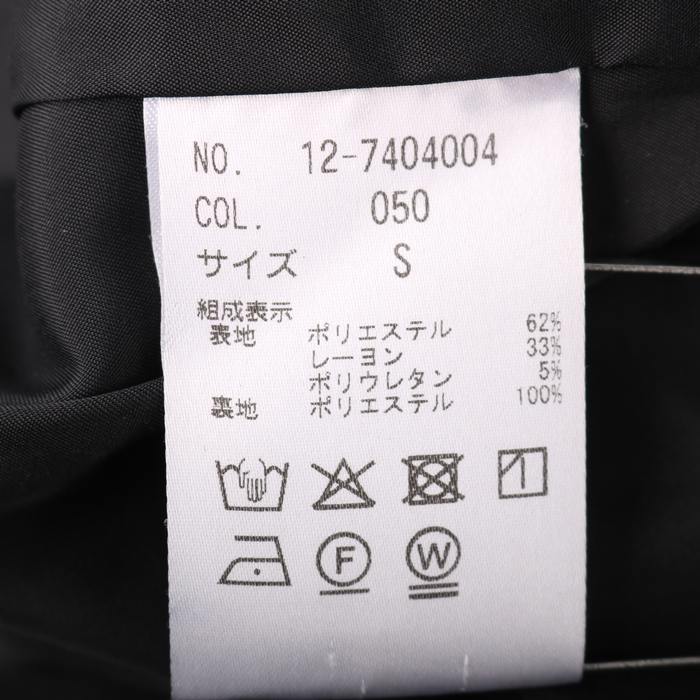 NO. 12-7404004
COL. 050
サイズ S
組成表示
表地 ポリエステル 62%
レーヨン 33%
ポリウレタン 5%
裏地 ポリエステル 100%
F W